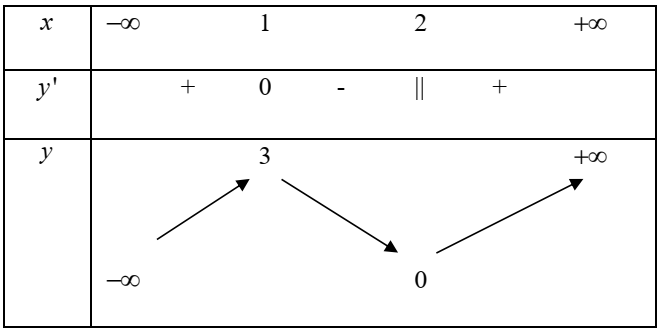 x −∞ 1 2 +∞
y' + 0 - || +
y 3 +∞
−∞ 0